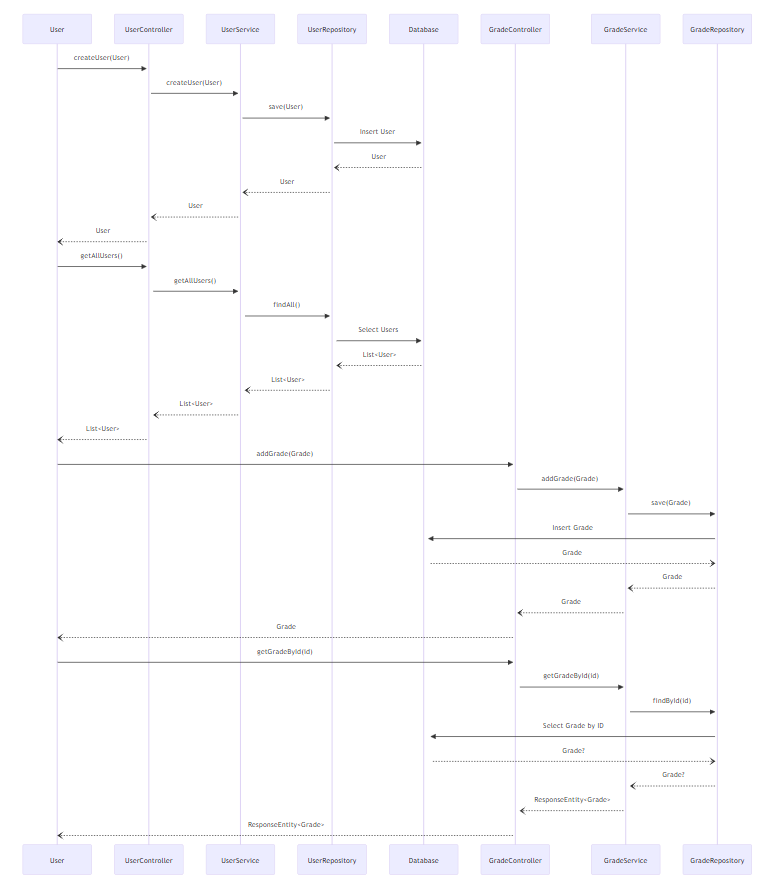 User UserController UserService UserRepository Database GradeController GradeService GradeRepository
createUser(User)
createUser(User)
save(User)
Insert User
User
User
User
User
getAllUsers()
getAllUsers()
findAll()
Select Users
List<User>
List<User>
List<User>
List<User>
addGrade(Grade)
addGrade(Grade)
save(Grade)
Insert Grade
Grade
Grade
Grade
Grade
getGradeById(id)
getGradeById(id)
findById(id)
Select Grade by ID
Grade?
Grade?
ResponseEntity<Grade>
ResponseEntity<Grade>
User UserController UserService UserRepository Database GradeController GradeService GradeRepository